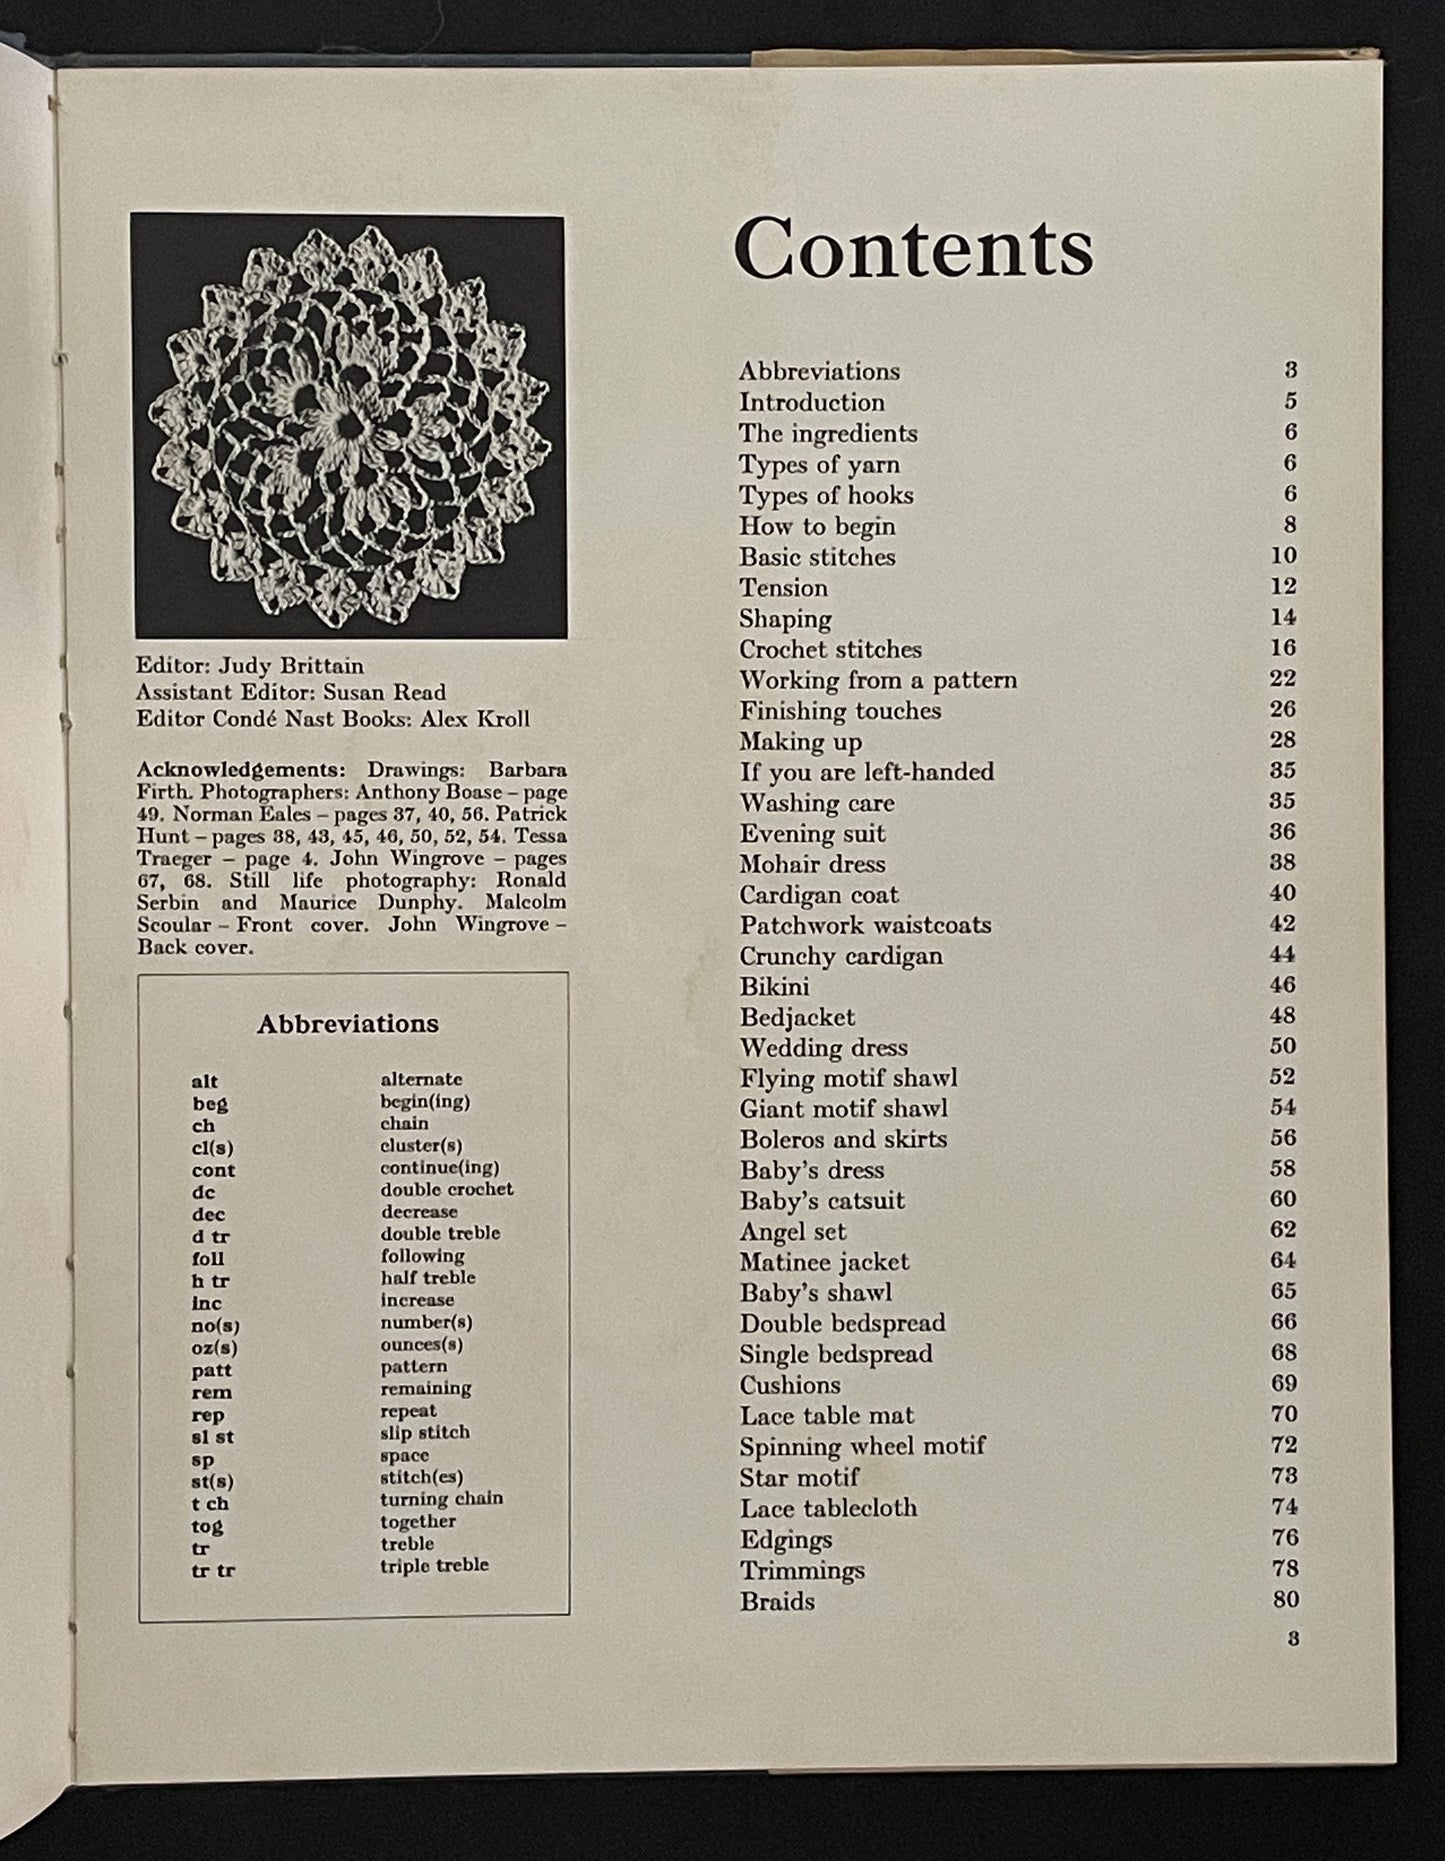 Editor: Judy Brittain
Assistant Editor: Susan Read
Editor Condé Nast Books: Alex Kroll
Acknowledgements: Drawings: Barbara
Firth. Photographers: Anthony Boase – page
49. Norman Eales – pages 37, 40, 56. Patrick
Hunt – pages 38, 43, 45, 46, 50, 52, 54. Tessa
Traeger – page 4. John Wingrove – pages
67, 68. Still life photography: Ronald
Serbin and Maurice Dunphy. Malcolm
Scoular – Front cover. John Wingrove –
Back cover.
Abbreviations
alt alternate
beg begin(ing)
ch chain
cl(s) cluster(s)
cont continue(ing)
dc double crochet
dec decrease
d tr double treble
foll following
h tr half treble
inc increase
no(s) number(s)
oz(s) ounces(s)
patt pattern
rem remaining
rep repeat
sl st slip stitch
sp space
st(s) stitch(es)
t ch turning chain
tog together
tr treble
tr tr triple treble
Contents
Abbreviations 3
Introduction 5
The ingredients 6
Types of yarn 6
Types of hooks 6
How to begin 8
Basic stitches 10
Tension 12
Shaping 14
Crochet stitches 16
Working from a pattern 22
Finishing touches 26
Making up 28
If you are left-handed 35
Washing care 35
Evening suit 36
Mohair dress 38
Cardigan coat 40
Patchwork waistcoats 42
Crunchy cardigan 44
Bikini 46
Bedjacket 48
Wedding dress 50
Flying motif shawl 52
Giant motif shawl 54
Boleros and skirts 56
Baby's dress 58
Baby's catsuit 60
Angel set 62
Matinee jacket 64
Baby's shawl 65
Double bedspread 66
Single bedspread 68
Cushions 69
Lace table mat 70
Spinning wheel motif 72
Star motif 73
Lace tablecloth 74
Edgings 76
Trimmings 78
Braids 80
3